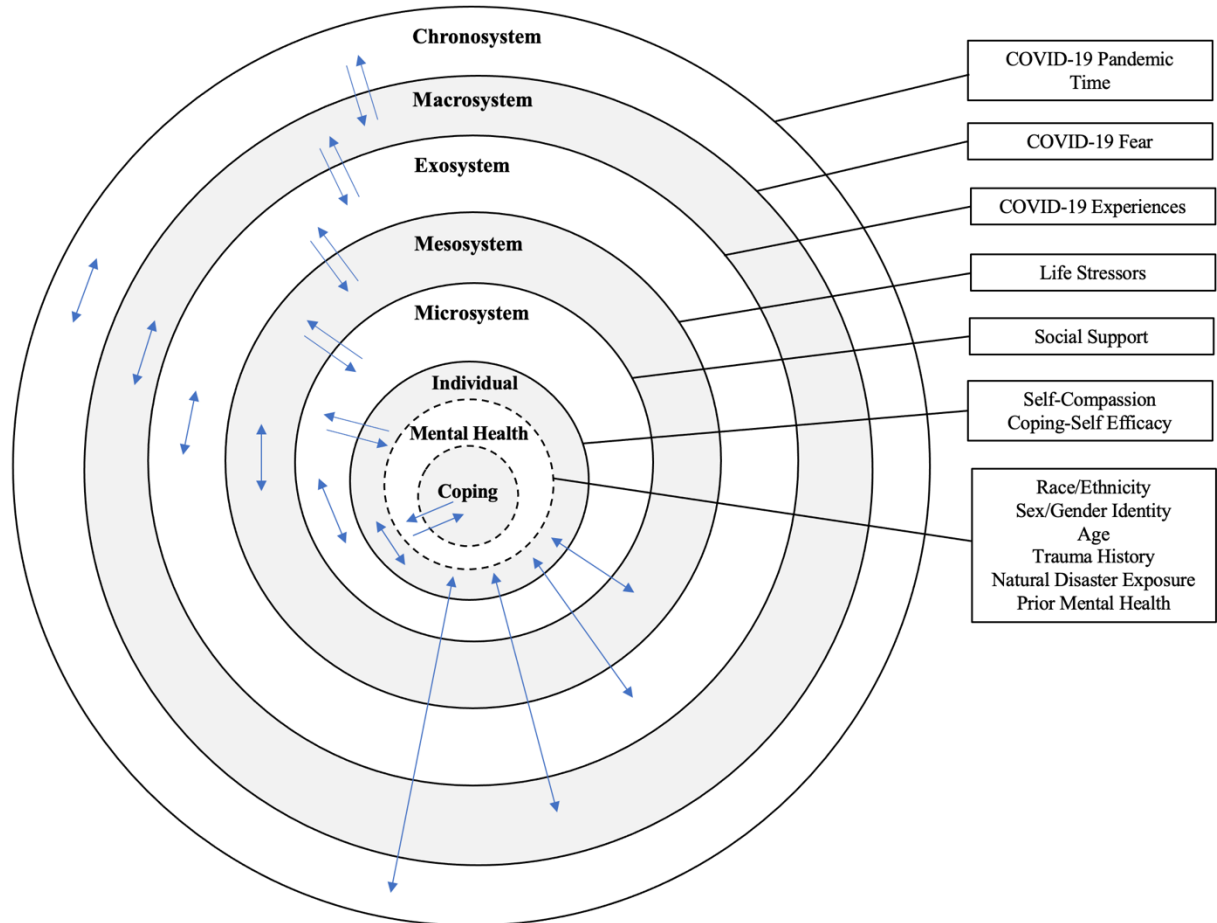 Chronosystem
Macrosystem
Exosystem
Mesosystem
Microsystem
Individual
Mental Health
Coping
COVID-19 Pandemic
Time
COVID-19 Fear
COVID-19 Experiences
Life Stressors
Social Support
Self-Compassion
Coping-Self Efficacy
Race/Ethnicity
Sex/Gender Identity
Age
Trauma History
Natural Disaster Exposure
Prior Mental Health